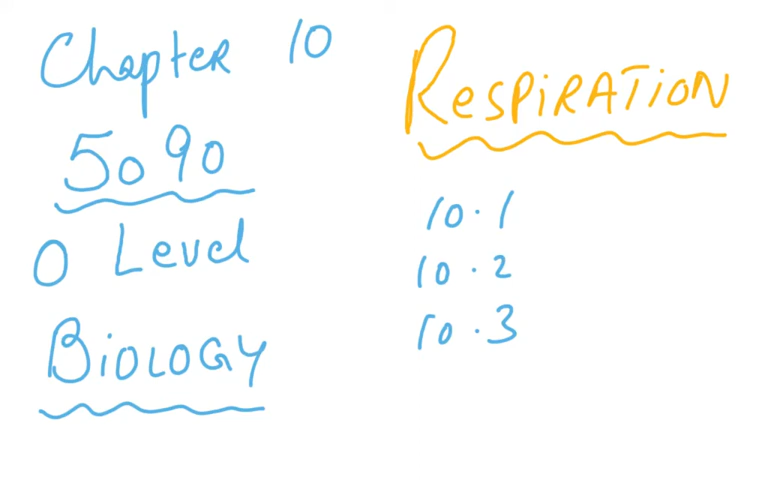 Chapter 10
5090
O Level
BIOLOGY
RESPIRATION
10.1
10.2
10.3